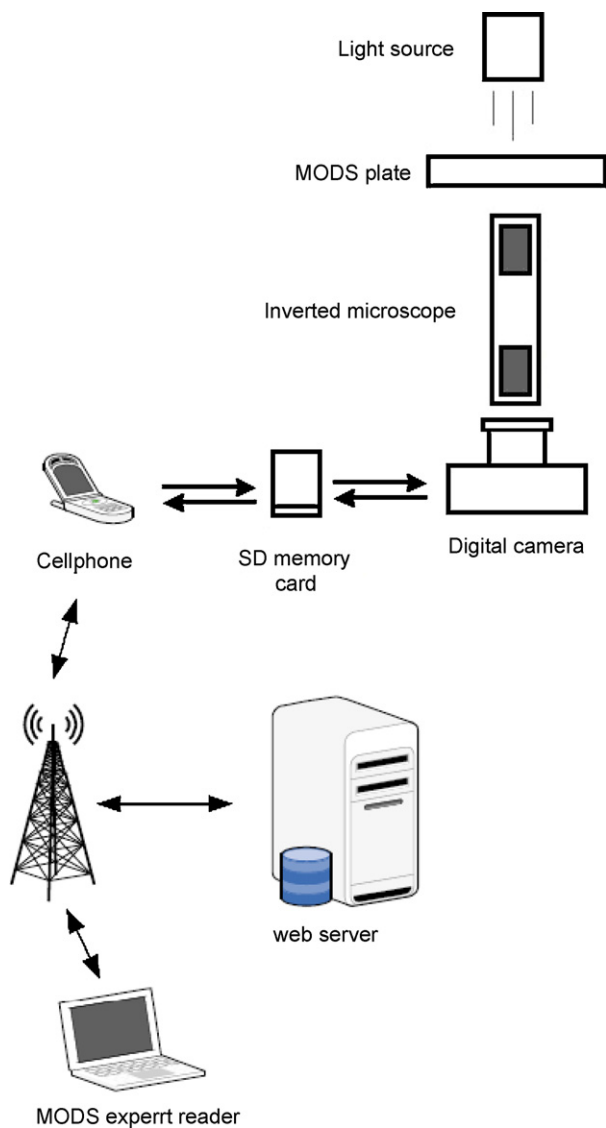 Light source
MODS plate
Inverted microscope
Cellphone
SD memory
card
Digital camera
web server
MODS experrt reader